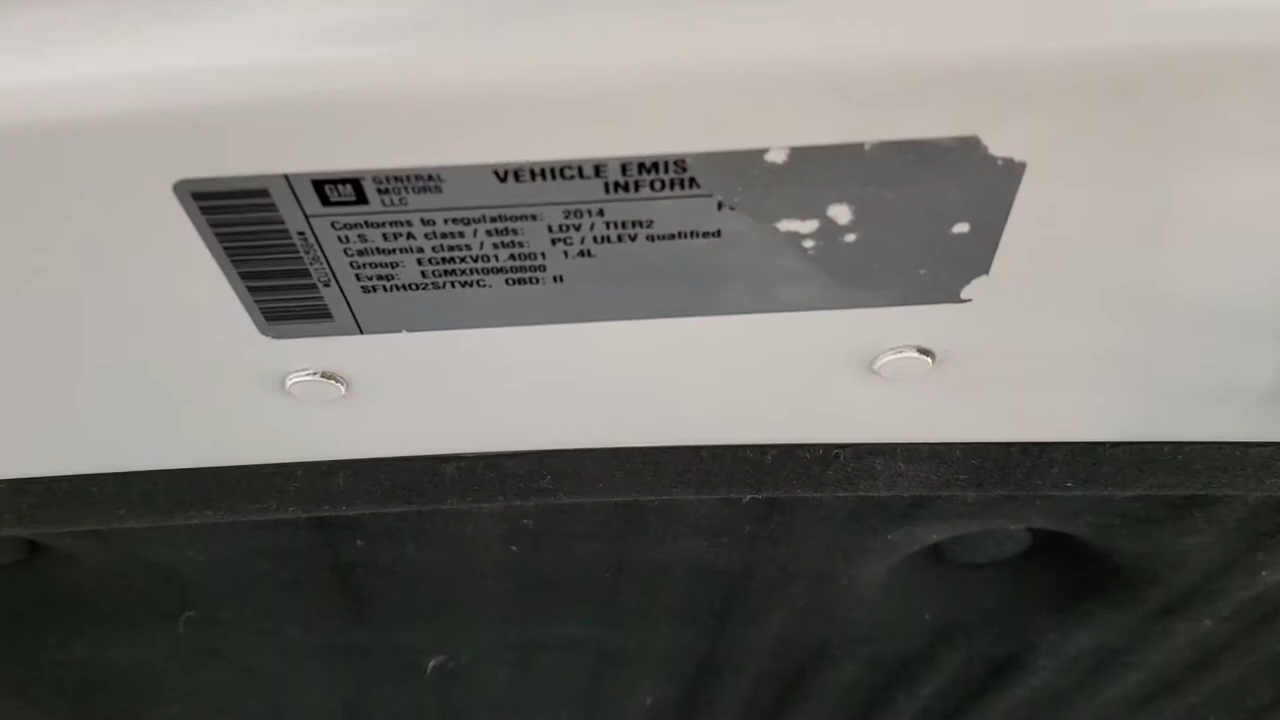 GM GENERAL MOTORS LLC
VEHICLE EMIS
INFORM
Conforms to regulations: 2014
U.S. EPA class / stds: LDV / TIER2
California class / stds: PC / ULEV qualified
Group: EGMXV01.4001 1.4L
Evap: EGMXR0060800
SFI/HO2S/TWC, OBD: II